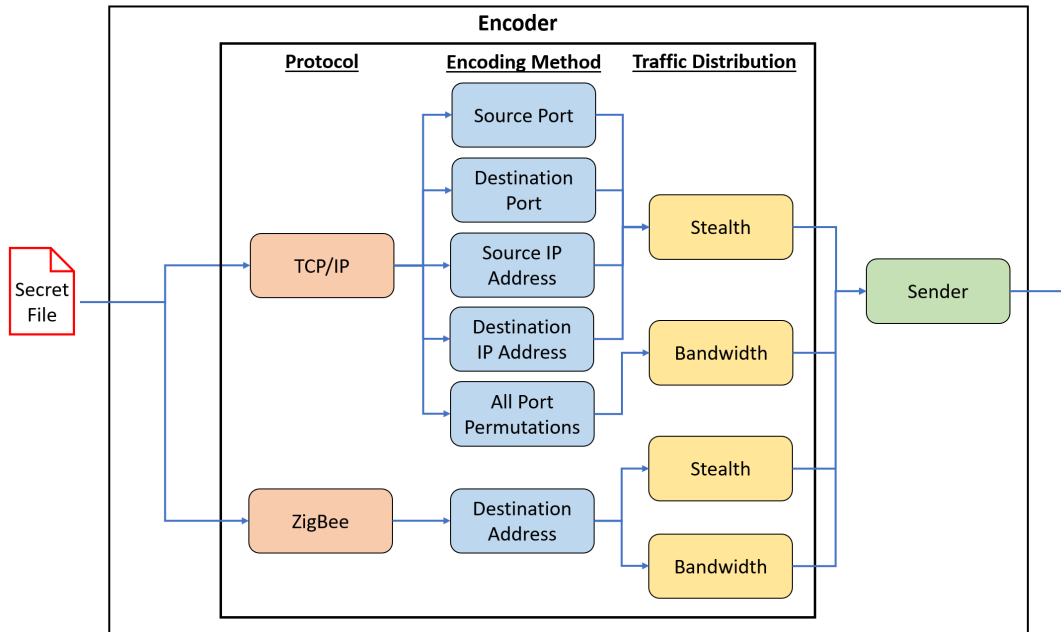 Encoder
Protocol
Encoding Method
Traffic Distribution
Source Port
Destination
Port
Stealth
Secret
File
TCP/IP
Source IP
Address
Sender
Destination
IP Address
Bandwidth
All Port
Permutations
Stealth
ZigBee
Destination
Address
Bandwidth